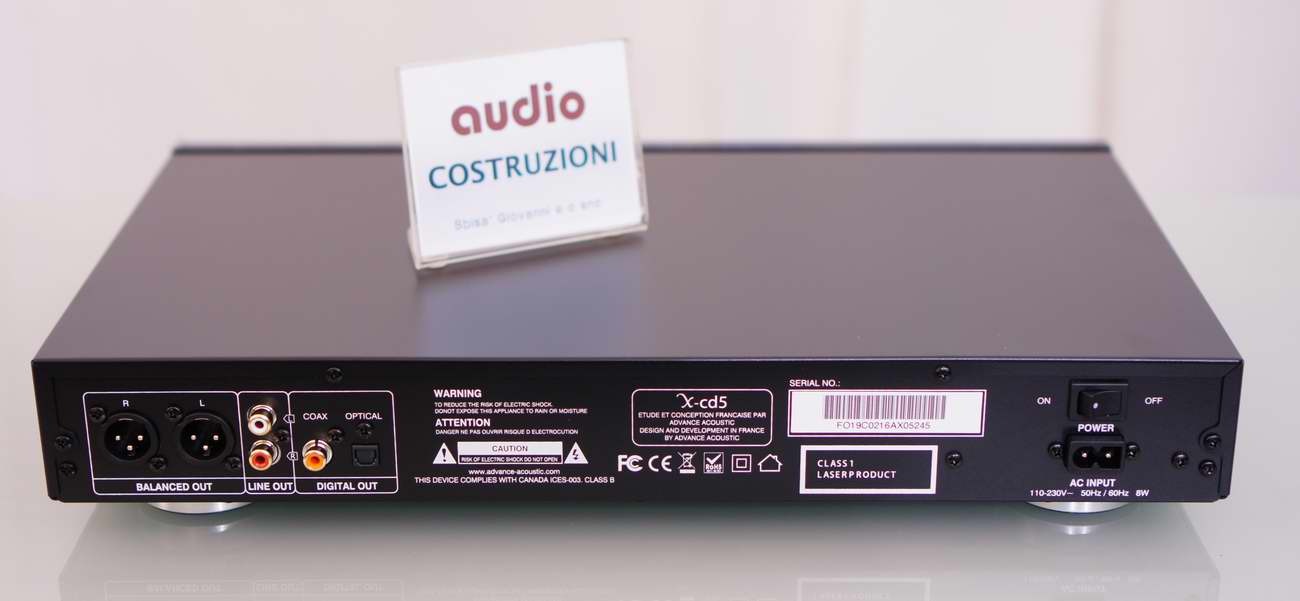 audio
COSTRUZIONI
Sbisa' Giovanni
R
L
BALANCED OUT
L
R
LINE OUT
COAX
OPTICAL
DIGITAL OUT
WARNING
TO REDUCE THE RISK OF ELECTRIC SHOCK.
DONOT EXPOSE THIS APPLIANCE TO RAIN OR MOISTURE
ATTENTION
DANGER NE PAS OUVRIR RISQUE D ELECTROCUTION
CAUTION
RISK OF ELECTRIC SHOCK DO NOT OPEN
www.advance-acoustic.com
THIS DEVICE COMPLIES WITH CANADA ICES-003. CLASS B
X-cd5
ETUDE ET CONCEPTION FRANCAISE PAR
ADVANCE ACOUSTIC
DESIGN AND DEVELOPMENT IN FRANCE
BY ADVANCE ACOUSTIC
FC CE RoHS
SERIAL NO.:
FO19C0216AX05245
CLASS 1
LASER PRODUCT
ON
OFF
POWER
AC INPUT
110-230V~ 50Hz / 60Hz 8W